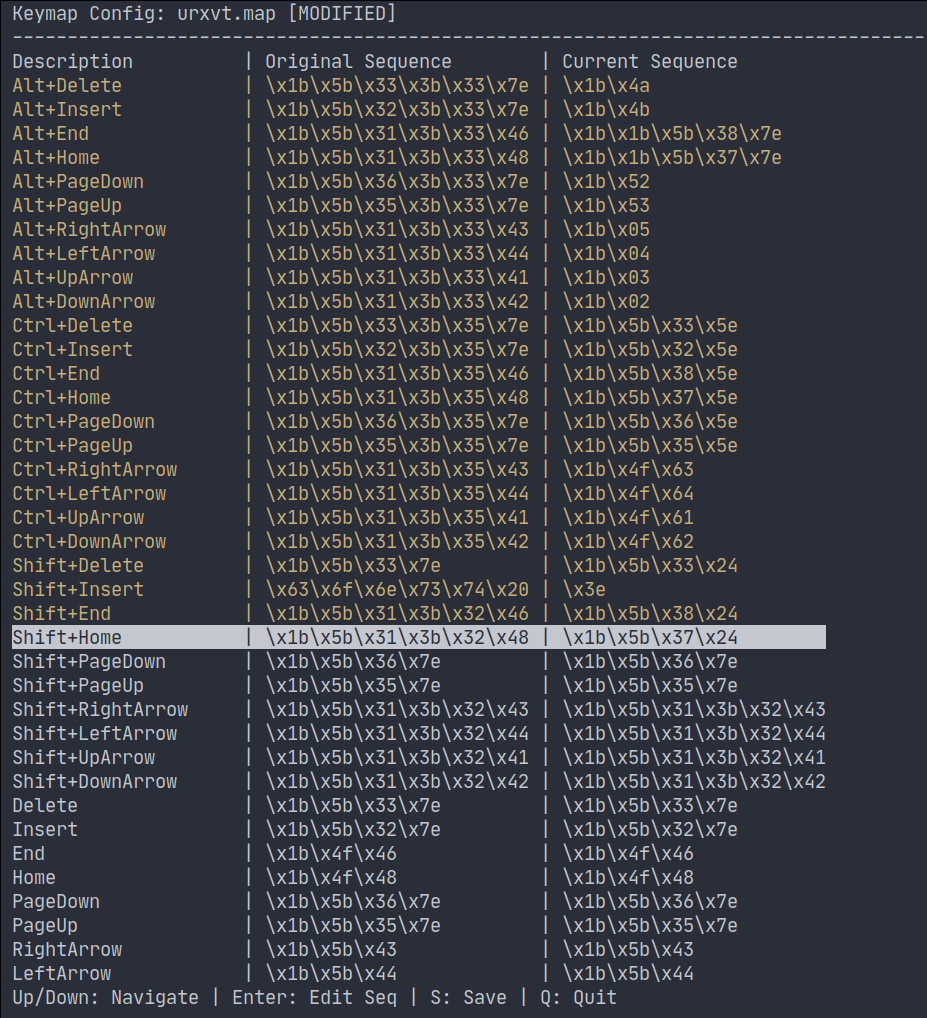 Keymap Config: urxvt.map [MODIFIED]
-----------------------------------------------------------------------------------
Description | Original Sequence | Current Sequence
Alt+Delete | \x1b\x5b\x33\x3b\x33\x7e | \x1b\x4a
Alt+Insert | \x1b\x5b\x32\x3b\x33\x7e | \x1b\x4b
Alt+End | \x1b\x5b\x31\x3b\x33\x46 | \x1b\x1b\x5b\x38\x7e
Alt+Home | \x1b\x5b\x31\x3b\x33\x48 | \x1b\x1b\x5b\x37\x7e
Alt+PageDown | \x1b\x5b\x36\x3b\x33\x7e | \x1b\x52
Alt+PageUp | \x1b\x5b\x35\x3b\x33\x7e | \x1b\x53
Alt+RightArrow | \x1b\x5b\x31\x3b\x33\x43 | \x1b\x05
Alt+LeftArrow | \x1b\x5b\x31\x3b\x33\x44 | \x1b\x04
Alt+UpArrow | \x1b\x5b\x31\x3b\x33\x41 | \x1b\x03
Alt+DownArrow | \x1b\x5b\x31\x3b\x33\x42 | \x1b\x02
Ctrl+Delete | \x1b\x5b\x33\x3b\x35\x7e | \x1b\x5b\x33\x5e
Ctrl+Insert | \x1b\x5b\x32\x3b\x35\x7e | \x1b\x5b\x32\x5e
Ctrl+End | \x1b\x5b\x31\x3b\x35\x46 | \x1b\x5b\x38\x5e
Ctrl+Home | \x1b\x5b\x31\x3b\x35\x48 | \x1b\x5b\x37\x5e
Ctrl+PageDown | \x1b\x5b\x36\x3b\x35\x7e | \x1b\x5b\x36\x5e
Ctrl+PageUp | \x1b\x5b\x35\x3b\x35\x7e | \x1b\x5b\x35\x5e
Ctrl+RightArrow | \x1b\x5b\x31\x3b\x35\x43 | \x1b\x4f\x63
Ctrl+LeftArrow | \x1b\x5b\x31\x3b\x35\x44 | \x1b\x4f\x64
Ctrl+UpArrow | \x1b\x5b\x31\x3b\x35\x41 | \x1b\x4f\x61
Ctrl+DownArrow | \x1b\x5b\x31\x3b\x35\x42 | \x1b\x4f\x62
Shift+Delete | \x1b\x5b\x33\x7e | \x1b\x5b\x33\x24
Shift+Insert | \x63\x6f\x6e\x73\x74\x20 | \x3e
Shift+End | \x1b\x5b\x31\x3b\x32\x46 | \x1b\x5b\x38\x24
Shift+Home | \x1b\x5b\x31\x3b\x32\x48 | \x1b\x5b\x37\x24
Shift+PageDown | \x1b\x5b\x36\x7e | \x1b\x5b\x36\x7e
Shift+PageUp | \x1b\x5b\x35\x7e | \x1b\x5b\x35\x7e
Shift+RightArrow | \x1b\x5b\x31\x3b\x32\x43 | \x1b\x5b\x31\x3b\x32\x43
Shift+LeftArrow | \x1b\x5b\x31\x3b\x32\x44 | \x1b\x5b\x31\x3b\x32\x44
Shift+UpArrow | \x1b\x5b\x31\x3b\x32\x41 | \x1b\x5b\x31\x3b\x32\x41
Shift+DownArrow | \x1b\x5b\x31\x3b\x32\x42 | \x1b\x5b\x31\x3b\x32\x42
Delete | \x1b\x5b\x33\x7e | \x1b\x5b\x33\x7e
Insert | \x1b\x5b\x32\x7e | \x1b\x5b\x32\x7e
End | \x1b\x4f\x46 | \x1b\x4f\x46
Home | \x1b\x4f\x48 | \x1b\x4f\x48
PageDown | \x1b\x5b\x36\x7e | \x1b\x5b\x36\x7e
PageUp | \x1b\x5b\x35\x7e | \x1b\x5b\x35\x7e
RightArrow | \x1b\x5b\x43 | \x1b\x5b\x43
LeftArrow | \x1b\x5b\x44 | \x1b\x5b\x44
Up/Down: Navigate | Enter: Edit Seq | S: Save | Q: Quit